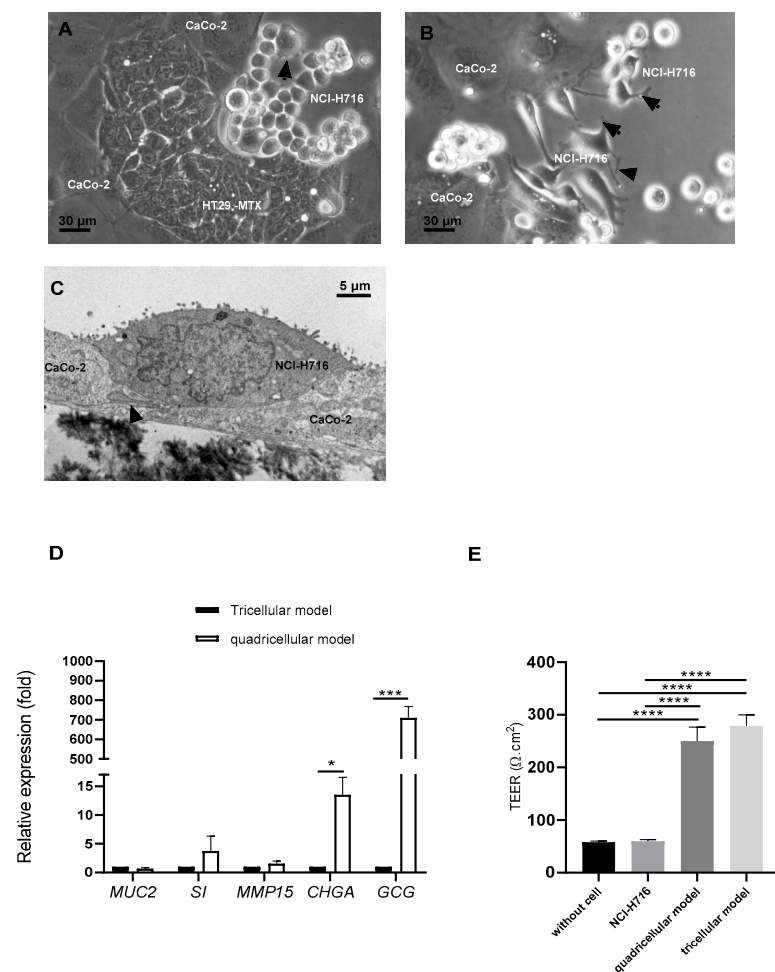 A
CaCo-2
NCI-H716
CaCo-2
HT29,-MTX
30 µm
B
CaCo-2
NCI-H716
NCI-H716
CaCo-2
30 µm
C
5 µm
CaCo-2
NCI-H716
CaCo-2
D
Tricellular model
quadricellular model
Relative expression (fold)
1000
900
800
700
600
500
15
10
5
0
***
*
MUC2 SI MMP15 CHGA GCG
E
TEER (Ω.cm²)
400
300
200
100
0
****
****
****
****
without cell
NCI-H716
quadricellular model
tricellular model